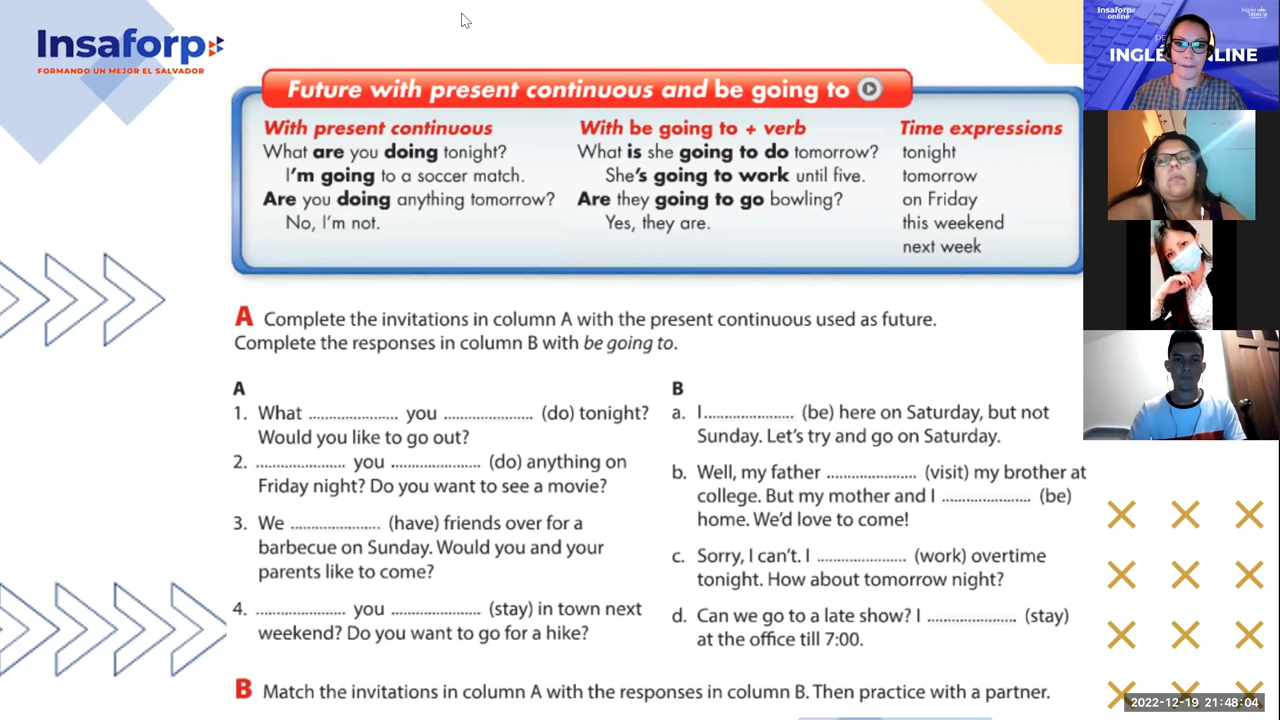 Insaforp
FORMANDO UN MEJOR EL SALVADOR
Future with present continuous and be going to
With present continuous
What are you doing tonight?
I'm going to a soccer match.
Are you doing anything tomorrow?
No, I'm not.
With be going to + verb
What is she going to do tomorrow?
She's going to work until five.
Are they going to go bowling?
Yes, they are.
Time expressions
tonight
tomorrow
on Friday
this weekend
next week
A Complete the invitations in column A with the present continuous used as future.
Complete the responses in column B with be going to.
A
1. What .................... you .................... (do) tonight?
Would you like to go out?
2. .................... you .................... (do) anything on
Friday night? Do you want to see a movie?
3. We .................... (have) friends over for a
barbecue on Sunday. Would you and your
parents like to come?
4. .................... you .................... (stay) in town next
weekend? Do you want to go for a hike?
B
a. I.................... (be) here on Saturday, but not
Sunday. Let's try and go on Saturday.
b. Well, my father .................... (visit) my brother at
college. But my mother and I .................... (be)
home. We'd love to come!
c. Sorry, I can't. I .................... (work) overtime
tonight. How about tomorrow night?
d. Can we go to a late show? I .................... (stay)
at the office till 7:00.
B Match the invitations in column A with the responses in column B. Then practice with a partner.
Insaforp
online
2022-12-19 21:48:04